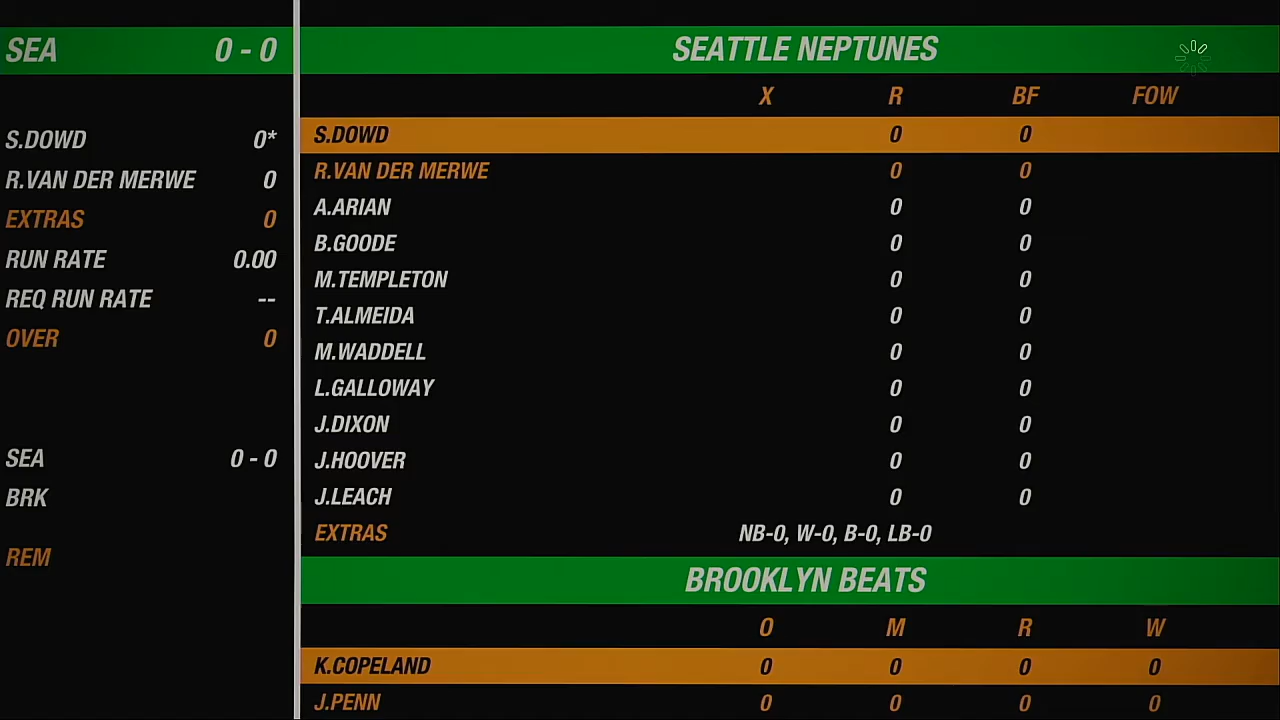 SEA 0 - 0
S.DOWD 0*
R.VAN DER MERWE 0
EXTRAS 0
RUN RATE 0.00
REQ RUN RATE --
OVER 0
SEA 0 - 0
BRK
REM
SEATTLE NEPTUNES
X R BF FOW
S.DOWD 0 0
R.VAN DER MERWE 0 0
A.ARIAN 0 0
B.GOODE 0 0
M.TEMPLETON 0 0
T.ALMEIDA 0 0
M.WADDELL 0 0
L.GALLOWAY 0 0
J.DIXON 0 0
J.HOOVER 0 0
J.LEACH 0 0
EXTRAS NB-0, W-0, B-0, LB-0
BROOKLYN BEATS
O M R W
K.COPELAND 0 0 0 0
J.PENN 0 0 0 0